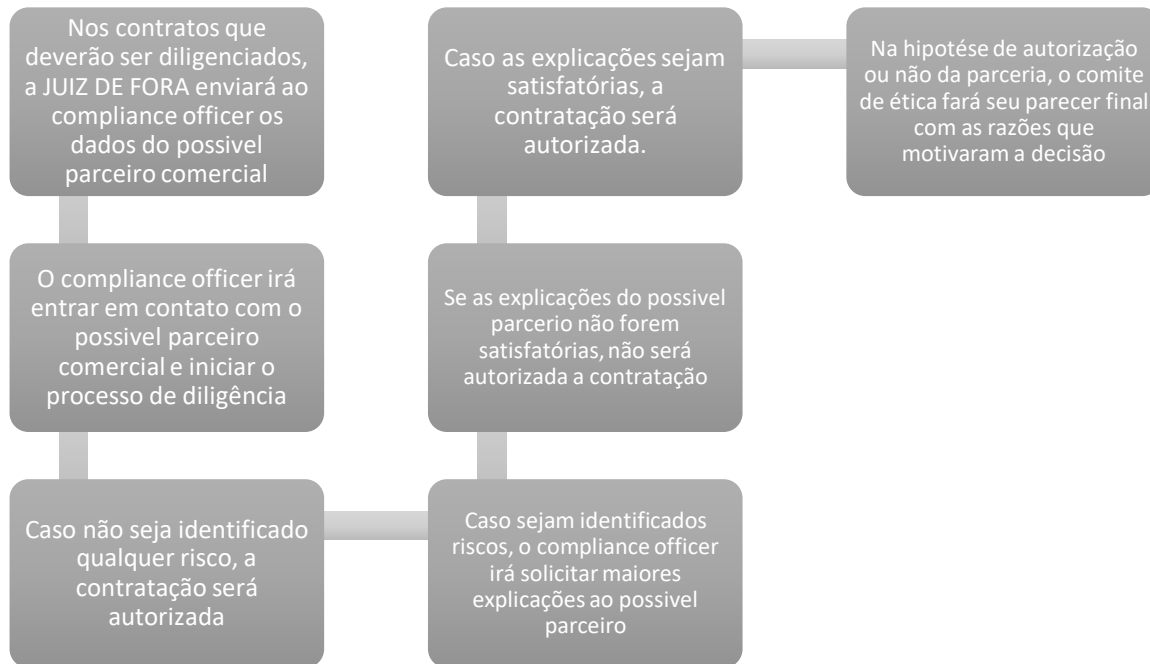 Nos contratos que
deverão ser diligenciados,
a JUIZ DE FORA enviará ao
compliance officer os
dados do possivel
parceiro comercial
O compliance officer irá
entrar em contato com o
possivel parceiro
comercial e iniciar o
processo de diligência
Caso não seja identificado
qualquer risco, a
contratação será
autorizada
Caso sejam identificados
riscos, o compliance officer
irá solicitar maiores
explicações ao possivel
parceiro
Se as explicações do possivel
parcerio não forem
satisfatórias, não será
autorizada a contratação
Caso as explicações sejam
satisfatórias, a
contratação será
autorizada.
Na hipotése de autorização
ou não da parceria, o comite
de ética fará seu parecer final
com as razões que
motivaram a decisão